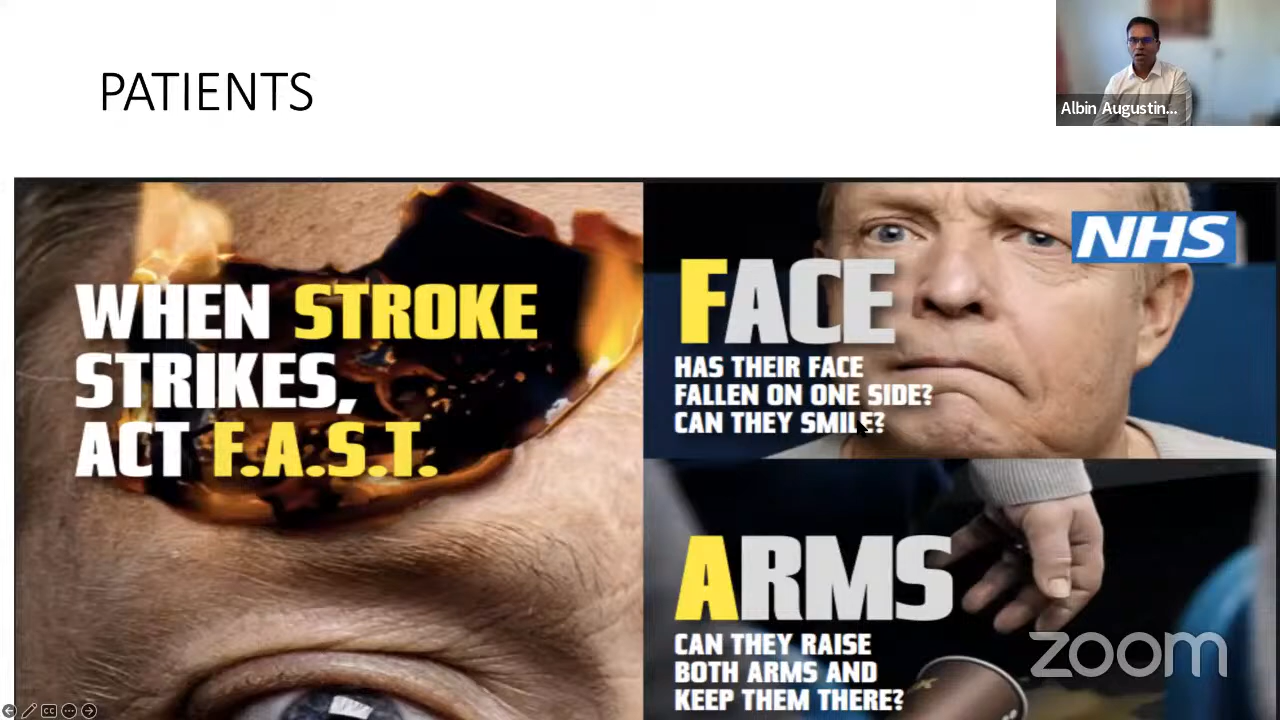 PATIENTS
Albin Augustin...
WHEN STROKE
STRIKES,
ACT F.A.S.T.
NHS
FACE
HAS THEIR FACE
FALLEN ON ONE SIDE?
CAN THEY SMILE?
ARMS
CAN THEY RAISE
BOTH ARMS AND
KEEP THEM THERE?
zoom
CC